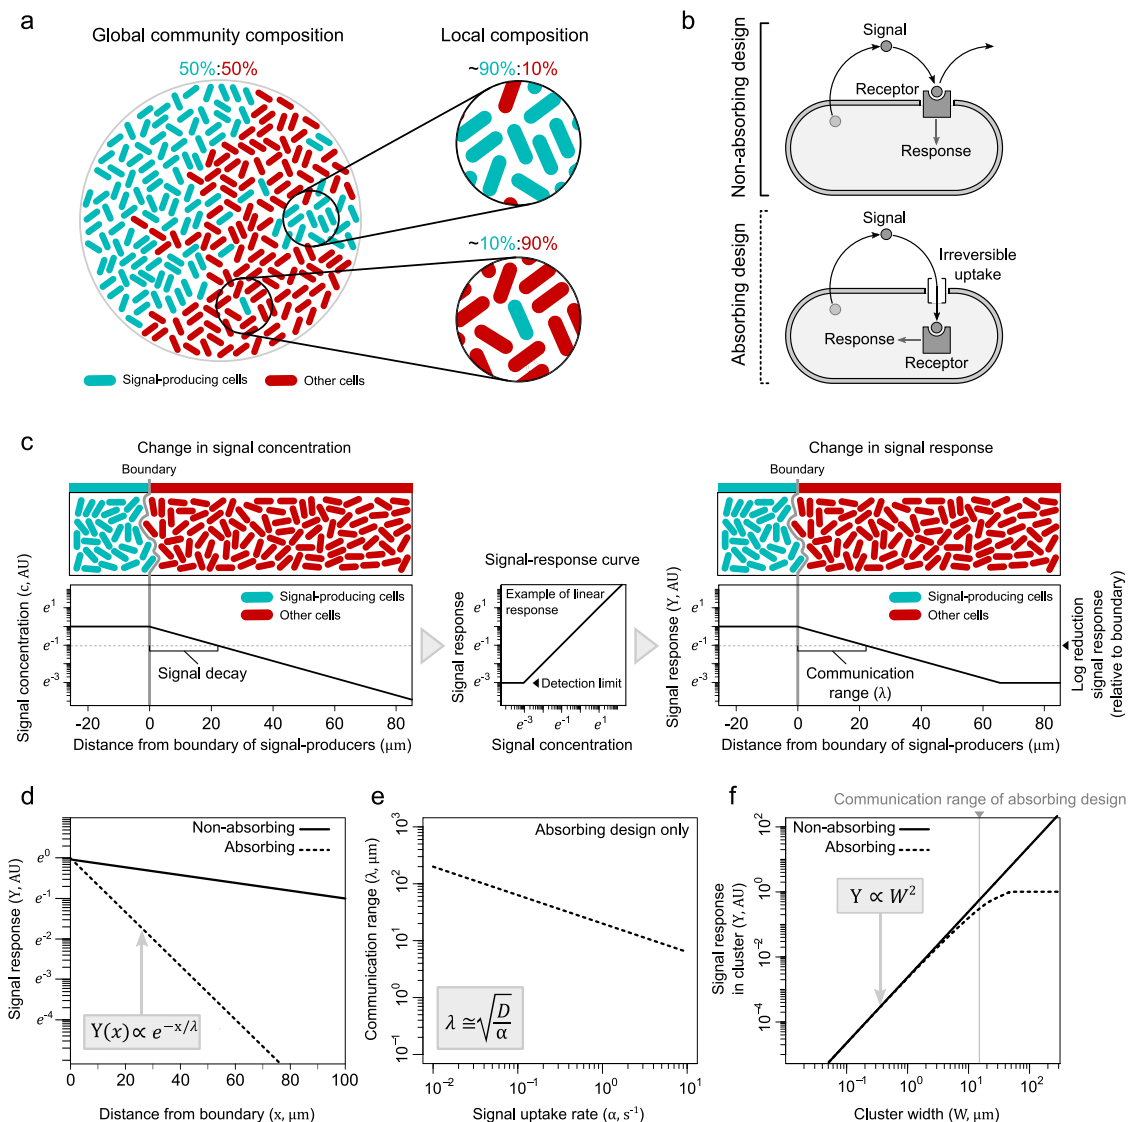 a
Global community composition
50%:50%
Local composition
~90%:10%
~10%:90%
Signal-producing cells
Other cells
b
Non-absorbing design
Signal
Receptor
Response
Absorbing design
Signal
Irreversible
uptake
Response
Receptor
c
Change in signal concentration
Boundary
Signal concentration (c, AU)
e¹
e⁻¹
e⁻³
Signal-producing cells
Other cells
Signal decay
-20
0
20
40
60
80
Distance from boundary of signal-producers (μm)
Signal-response curve
Signal response
e¹
e⁻¹
e⁻³
Example of linear
response
Detection limit
e⁻³
e⁻¹
e¹
Signal concentration
Change in signal response
Boundary
Signal response (Y, AU)
e¹
e⁻¹
e⁻³
Signal-producing cells
Other cells
Communication
range (λ)
Log reduction
signal response
(relative to boundary)
-20
0
20
40
60
80
Distance from boundary of signal-producers (μm)
d
Signal response (Y, AU)
e⁰
e⁻¹
e⁻²
e⁻³
e⁻⁴
Non-absorbing
Absorbing
Y(x)∝ e^{-x/λ}
0
20
40
60
80
100
Distance from boundary (x, μm)
e
Communication range (λ, μm)
10³
10²
10¹
10⁰
10⁻¹
Absorbing design only
λ ≅ √(D/α)
10⁻²
10⁻¹
10⁰
10¹
Signal uptake rate (α, s⁻¹)
f
Communication range of absorbing design
Signal response
in cluster (Y, AU)
10²
10⁰
10⁻²
10⁻⁴
Non-absorbing
Absorbing
Y ∝ W²
10⁻¹
10⁰
10¹
10²
Cluster width (W, μm)